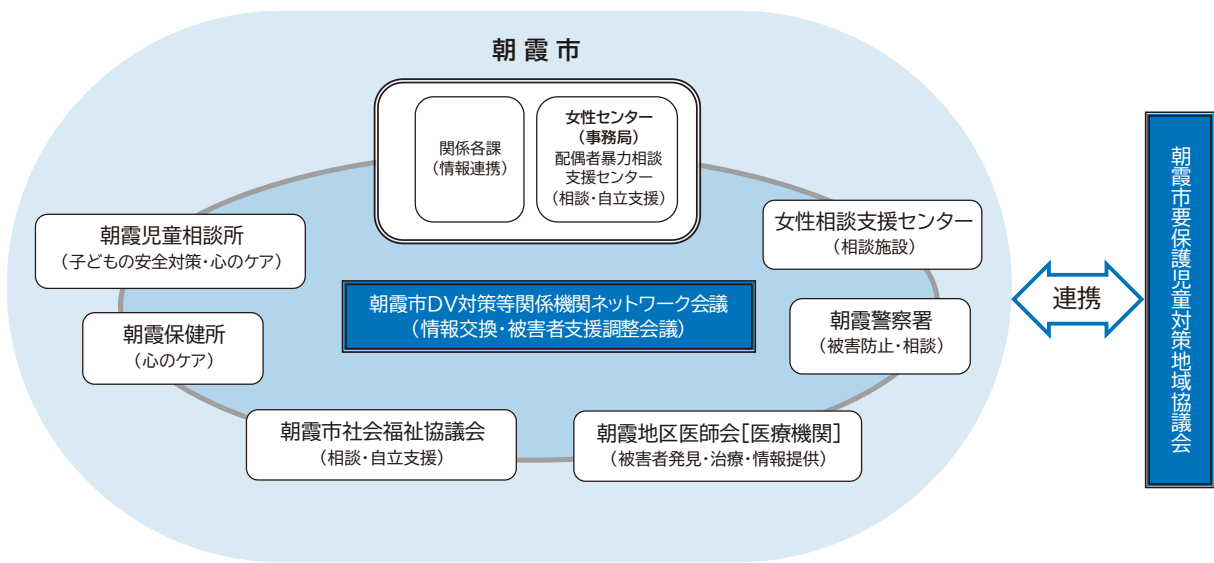 朝霞市
関係各課
(情報連携)
女性センター
(事務局)
配偶者暴力相談
支援センター
(相談・自立支援)
朝霞児童相談所
(子どもの安全対策・心のケア)
女性相談支援センター
(相談施設)
朝霞市DV対策等関係機関ネットワーク会議
(情報交換・被害者支援調整会議)
朝霞保健所
(心のケア)
朝霞警察署
(被害防止・相談)
朝霞市社会福祉協議会
(相談・自立支援)
朝霞地区医師会[医療機関]
(被害者発見・治療・情報提供)
連携
朝霞市要保護児童対策地域協議会